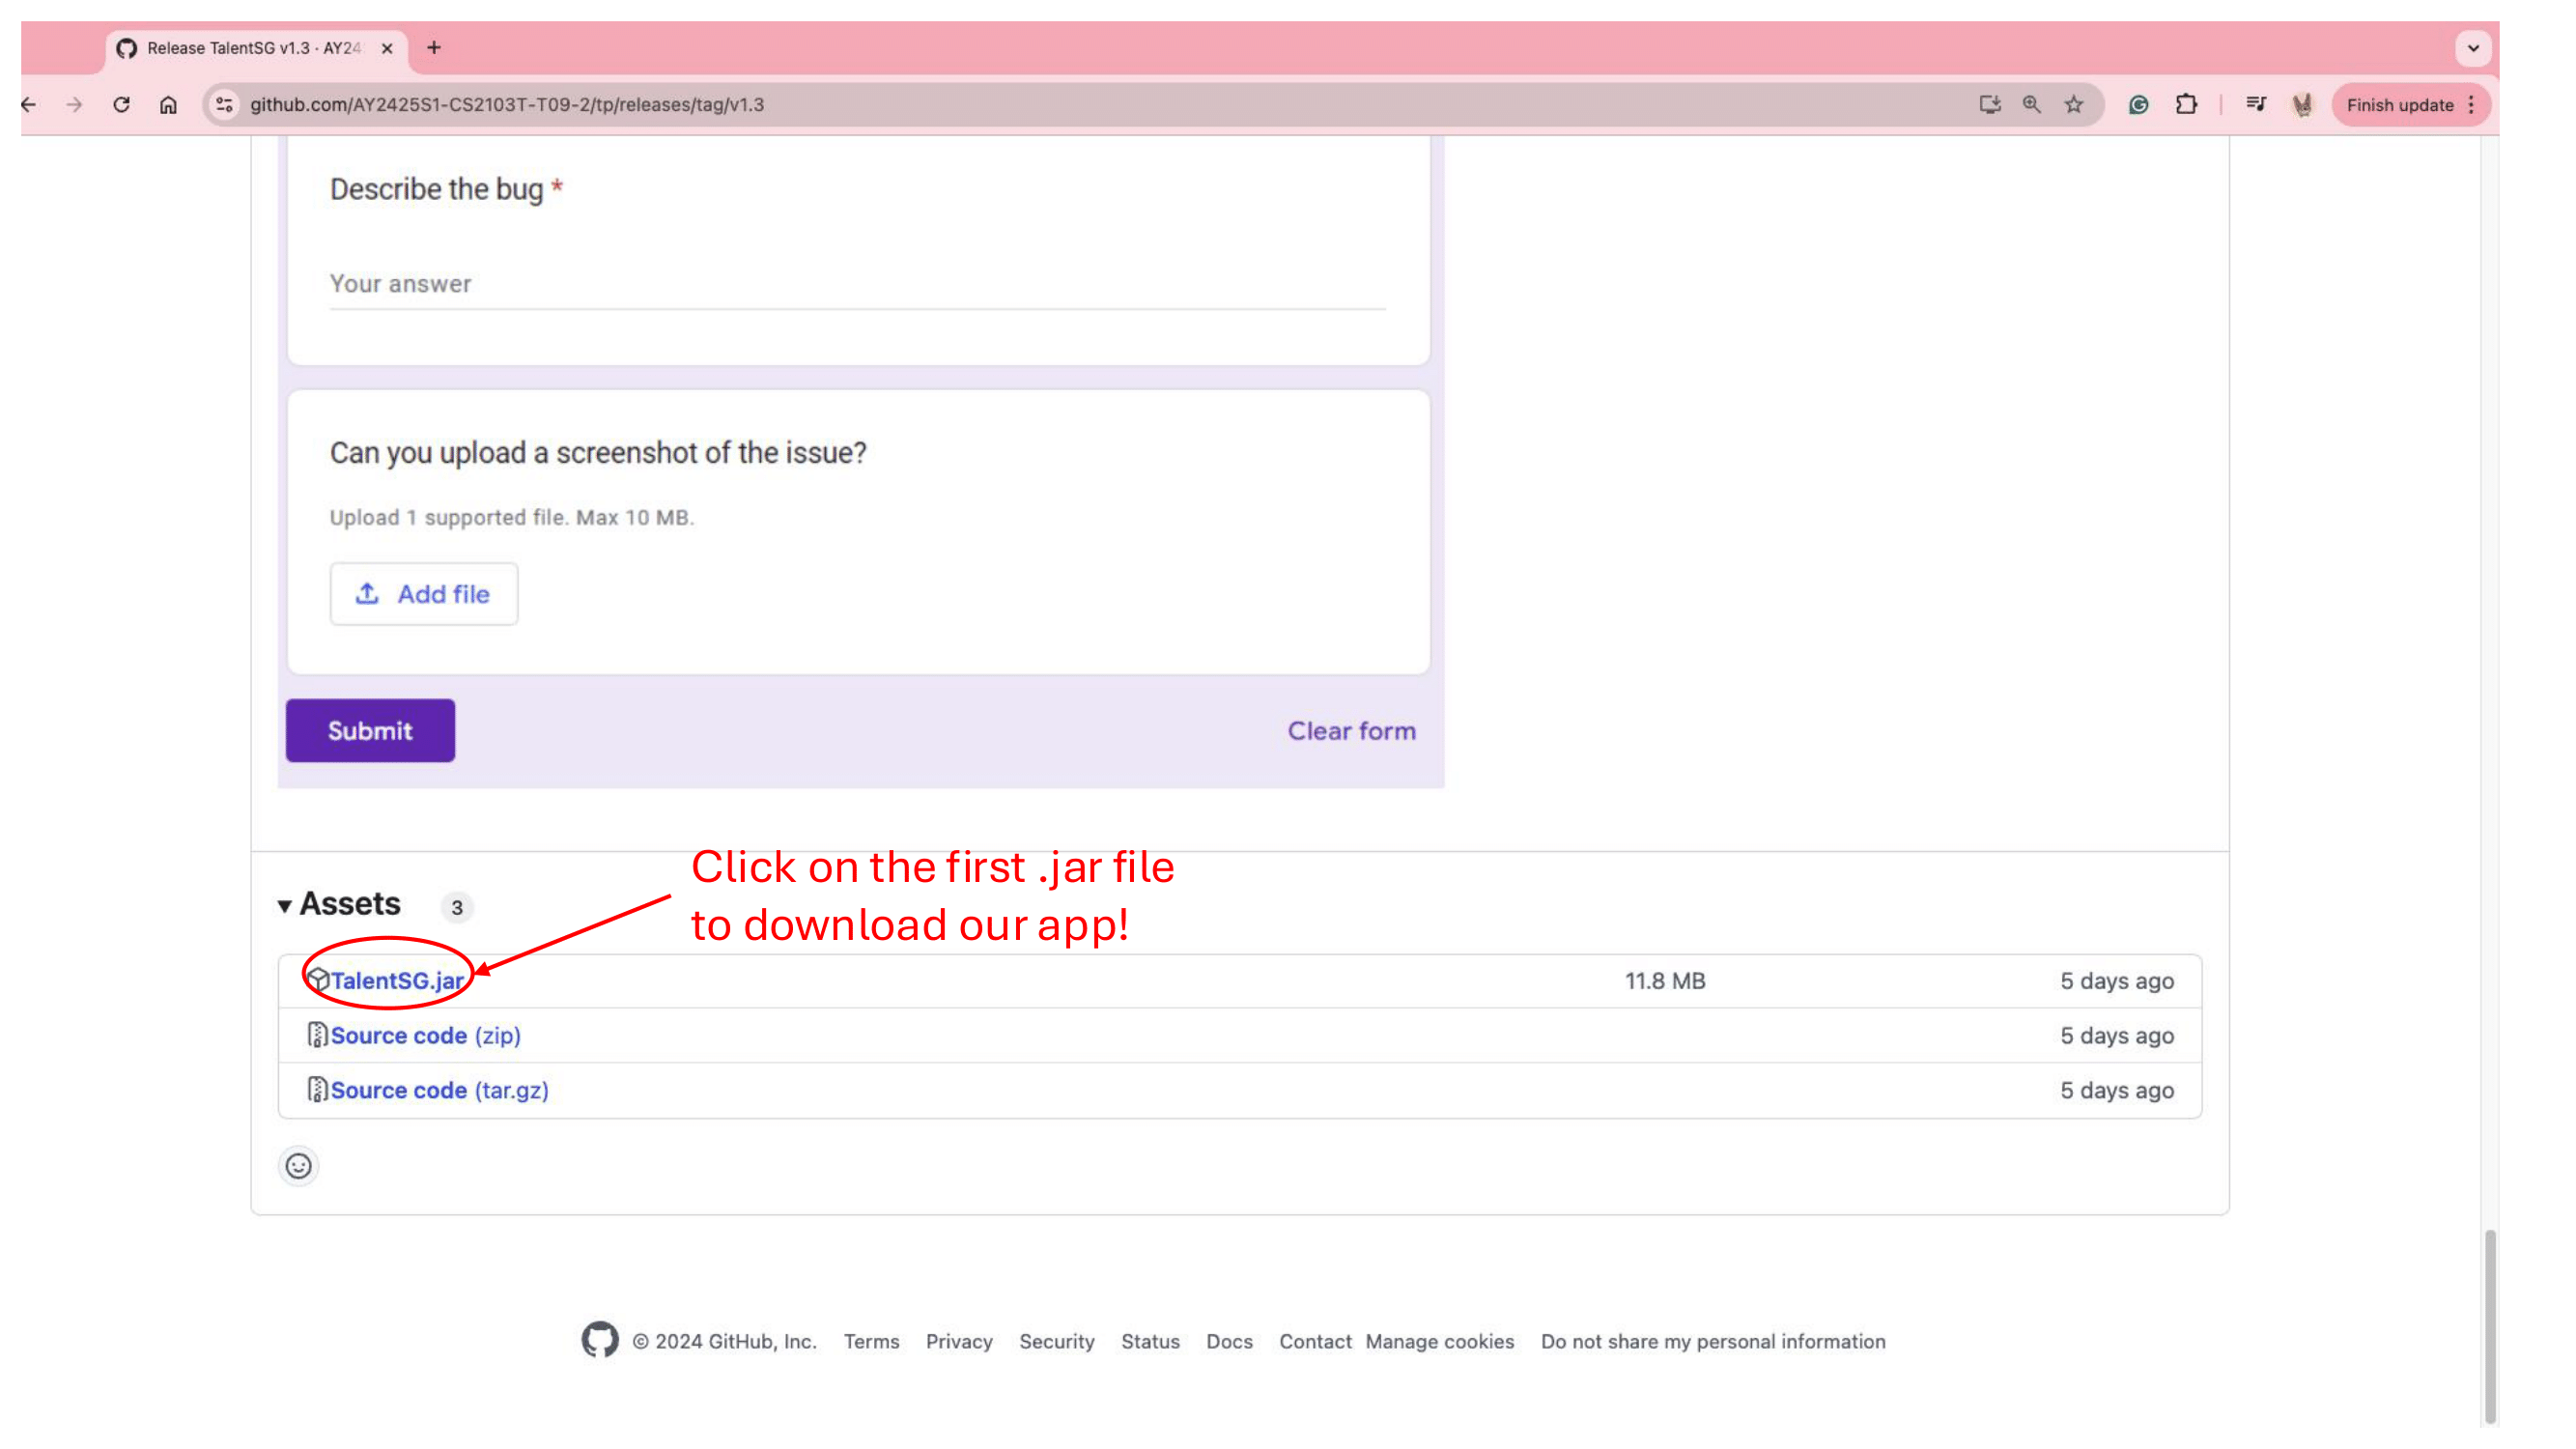 Release TalentSG v1.3 · AY24
github.com/AY2425S1-CS2103T-T09-2/tp/releases/tag/v1.3
Finish update
Describe the bug *
Your answer
Can you upload a screenshot of the issue?
Upload 1 supported file. Max 10 MB.
Add file
Submit
Clear form
Click on the first .jar file
to download our app!
Assets 3
TalentSG.jar 11.8 MB 5 days ago
Source code (zip) 5 days ago
Source code (tar.gz) 5 days ago
© 2024 GitHub, Inc. Terms Privacy Security Status Docs Contact Manage cookies Do not share my personal information